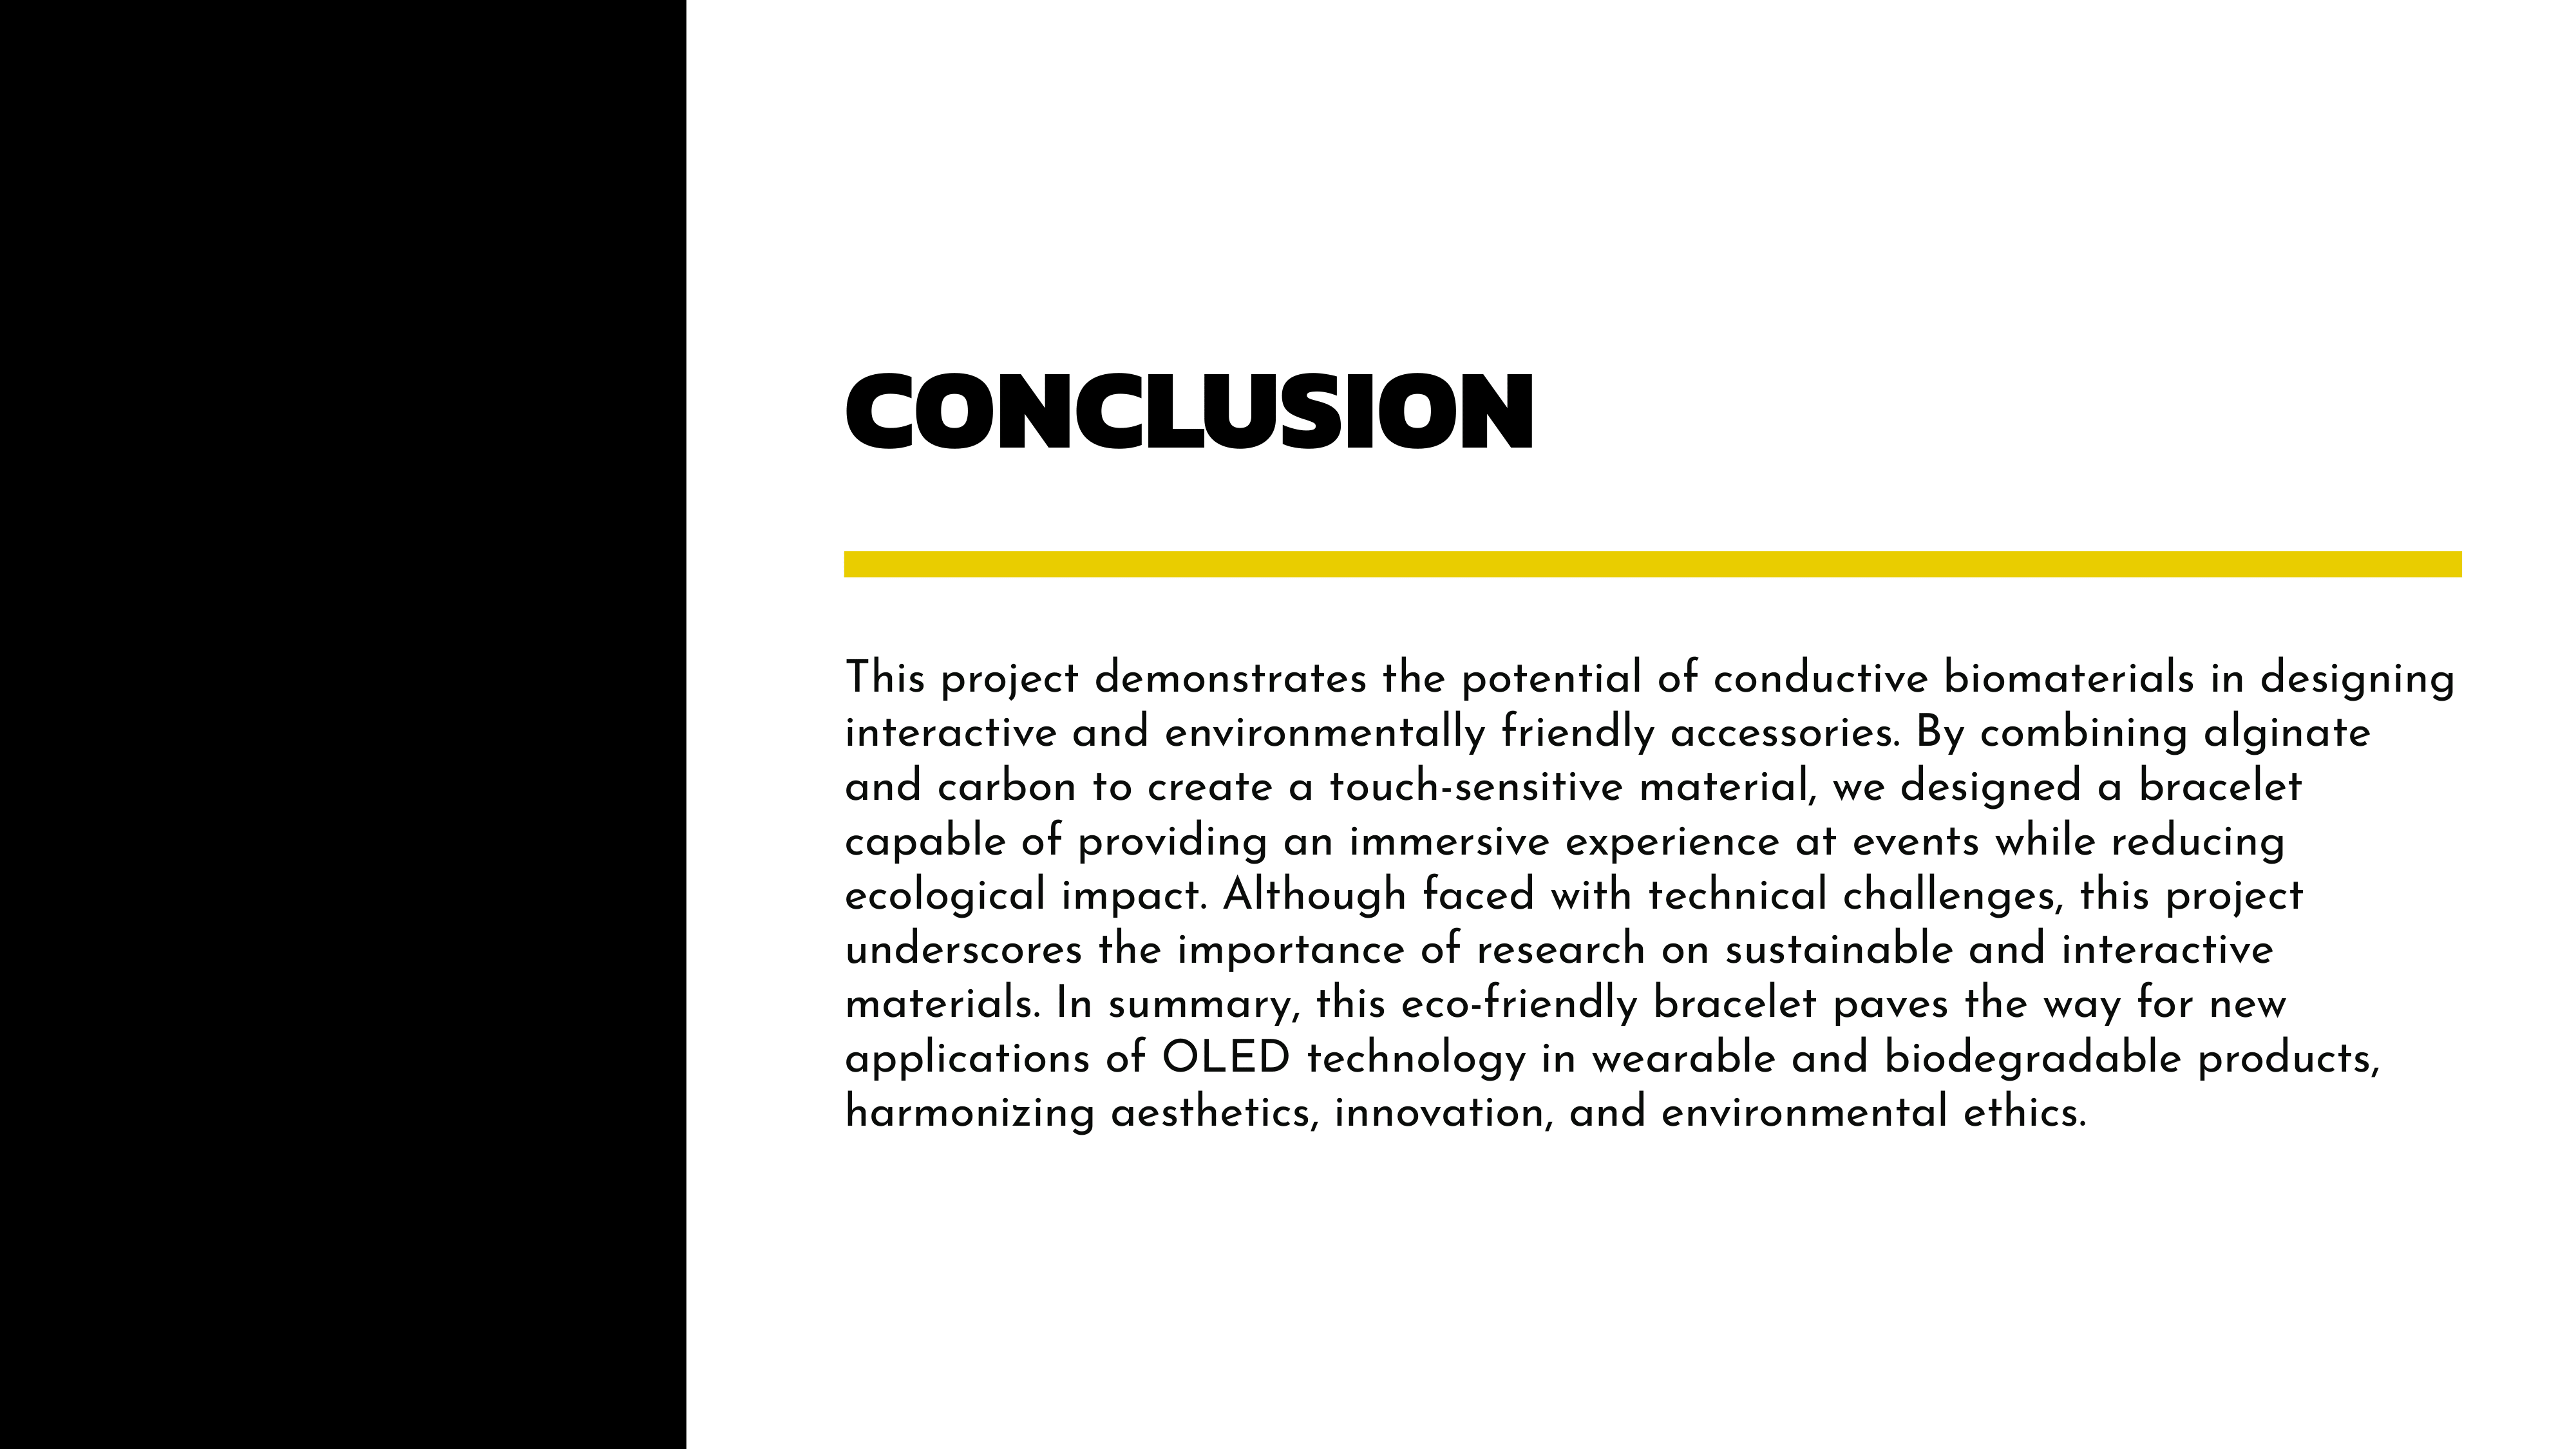 CONCLUSION
This project demonstrates the potential of conductive biomaterials in designing
interactive and environmentally friendly accessories. By combining alginate
and carbon to create a touch-sensitive material, we designed a bracelet
capable of providing an immersive experience at events while reducing
ecological impact. Although faced with technical challenges, this project
underscores the importance of research on sustainable and interactive
materials. In summary, this eco-friendly bracelet paves the way for new
applications of OLED technology in wearable and biodegradable products,
harmonizing aesthetics, innovation, and environmental ethics.